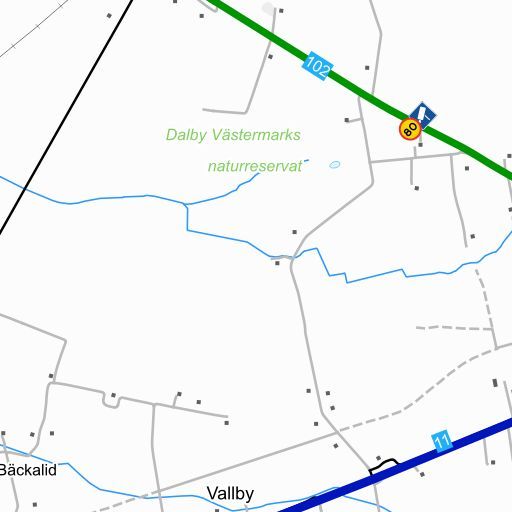 102
80
Dalby Västermarks
naturreservat
11
Bäckalid
Vallby